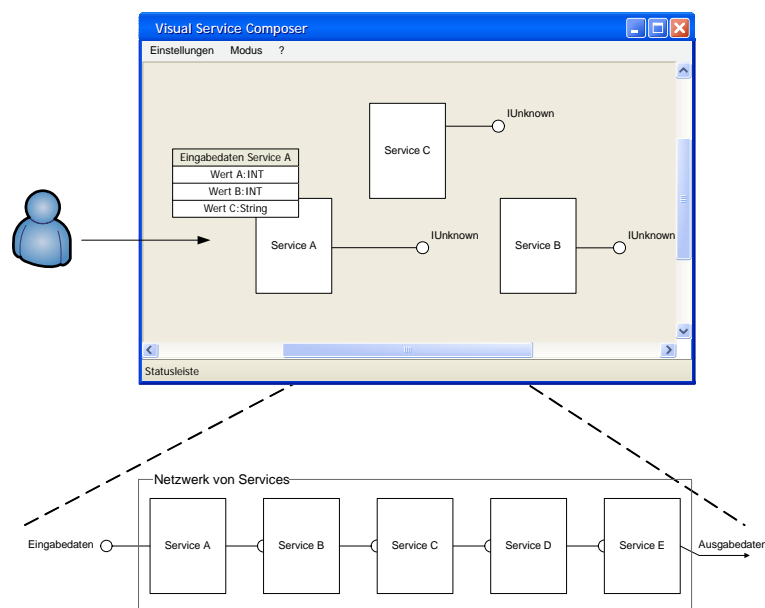 Visual Service Composer
Einstellungen Modus ?
IUnknown
Service C
Eingabedaten Service A
Wert A:INT
Wert B:INT
Wert C:String
Service A
IUnknown
Service B
IUnknown
Statusleiste
Netzwerk von Services
Eingabedaten
Service A
Service B
Service C
Service D
Service E
Ausgabedaten